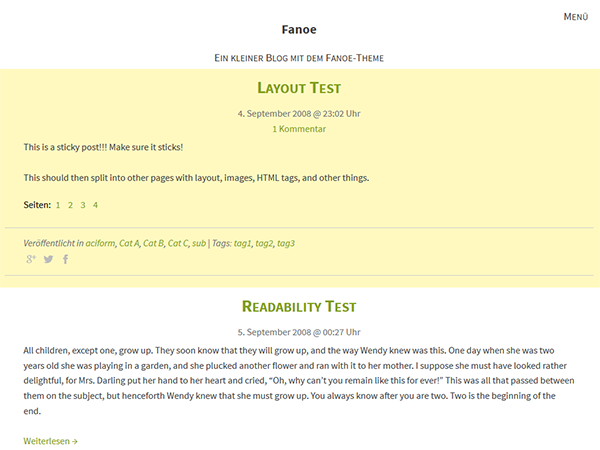 Menü
Fanoe
Ein kleiner Blog mit dem Fanoe-Theme
Layout Test
4. September 2008 @ 23:02 Uhr
1 Kommentar
This is a sticky post!!! Make sure it sticks!
This should then split into other pages with layout, images, HTML tags, and other things.
Seiten: 1 2 3 4
Veröffentlicht in aciform, Cat A, Cat B, Cat C, sub | Tags: tag1, tag2, tag3
Readability Test
5. September 2008 @ 00:27 Uhr
All children, except one, grow up. They soon know that they will grow up, and the way Wendy knew was this. One day when she was two
years old she was playing in a garden, and she plucked another flower and ran with it to her mother. I suppose she must have looked rather
delightful, for Mrs. Darling put her hand to her heart and cried, “Oh, why can’t you remain like this for ever!” This was all that passed between
them on the subject, but henceforth Wendy knew that she must grow up. You always know after you are two. Two is the beginning of the
end.
Weiterlesen →